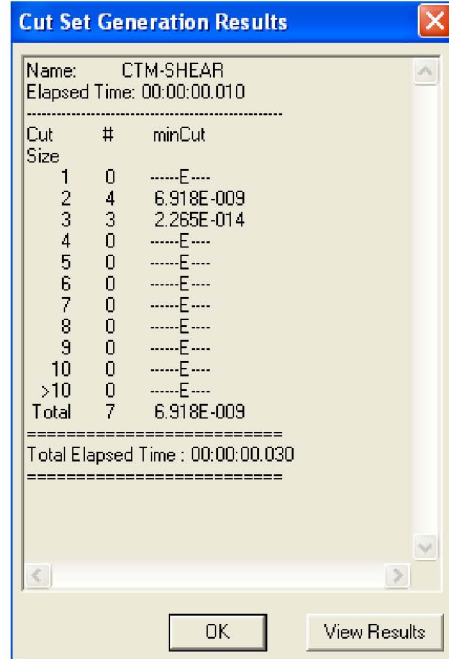 Cut Set Generation Results
Name: CTM-SHEAR
Elapsed Time: 00:00:00.010
------------------------------------------------
Cut # minCut
Size
1 0 -----E----
2 4 6.918E-009
3 3 2.265E-014
4 0 ------E----
5 0 ------E----
6 0 ------E----
7 0 ------E----
8 0 ------E----
9 0 ------E----
10 0 ------E----
>10 0 ------E----
Total 7 6.918E-009
==========================
Total Elapsed Time : 00:00:00.030
==========================
OK View Results